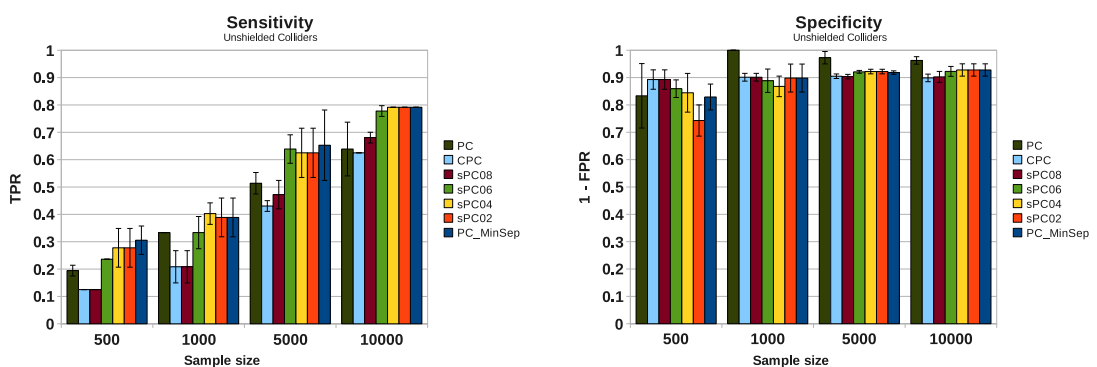 Sensitivity
Unshielded Colliders
TPR
1
0.9
0.8
0.7
0.6
0.5
0.4
0.3
0.2
0.1
0
500
1000
5000
10000
Sample size
PC
CPC
sPC08
sPC06
sPC04
sPC02
PC_MinSep
Specificity
Unshielded Colliders
1 - FPR
1
0.9
0.8
0.7
0.6
0.5
0.4
0.3
0.2
0.1
0
500
1000
5000
10000
Sample size
PC
CPC
sPC08
sPC06
sPC04
sPC02
PC_MinSep